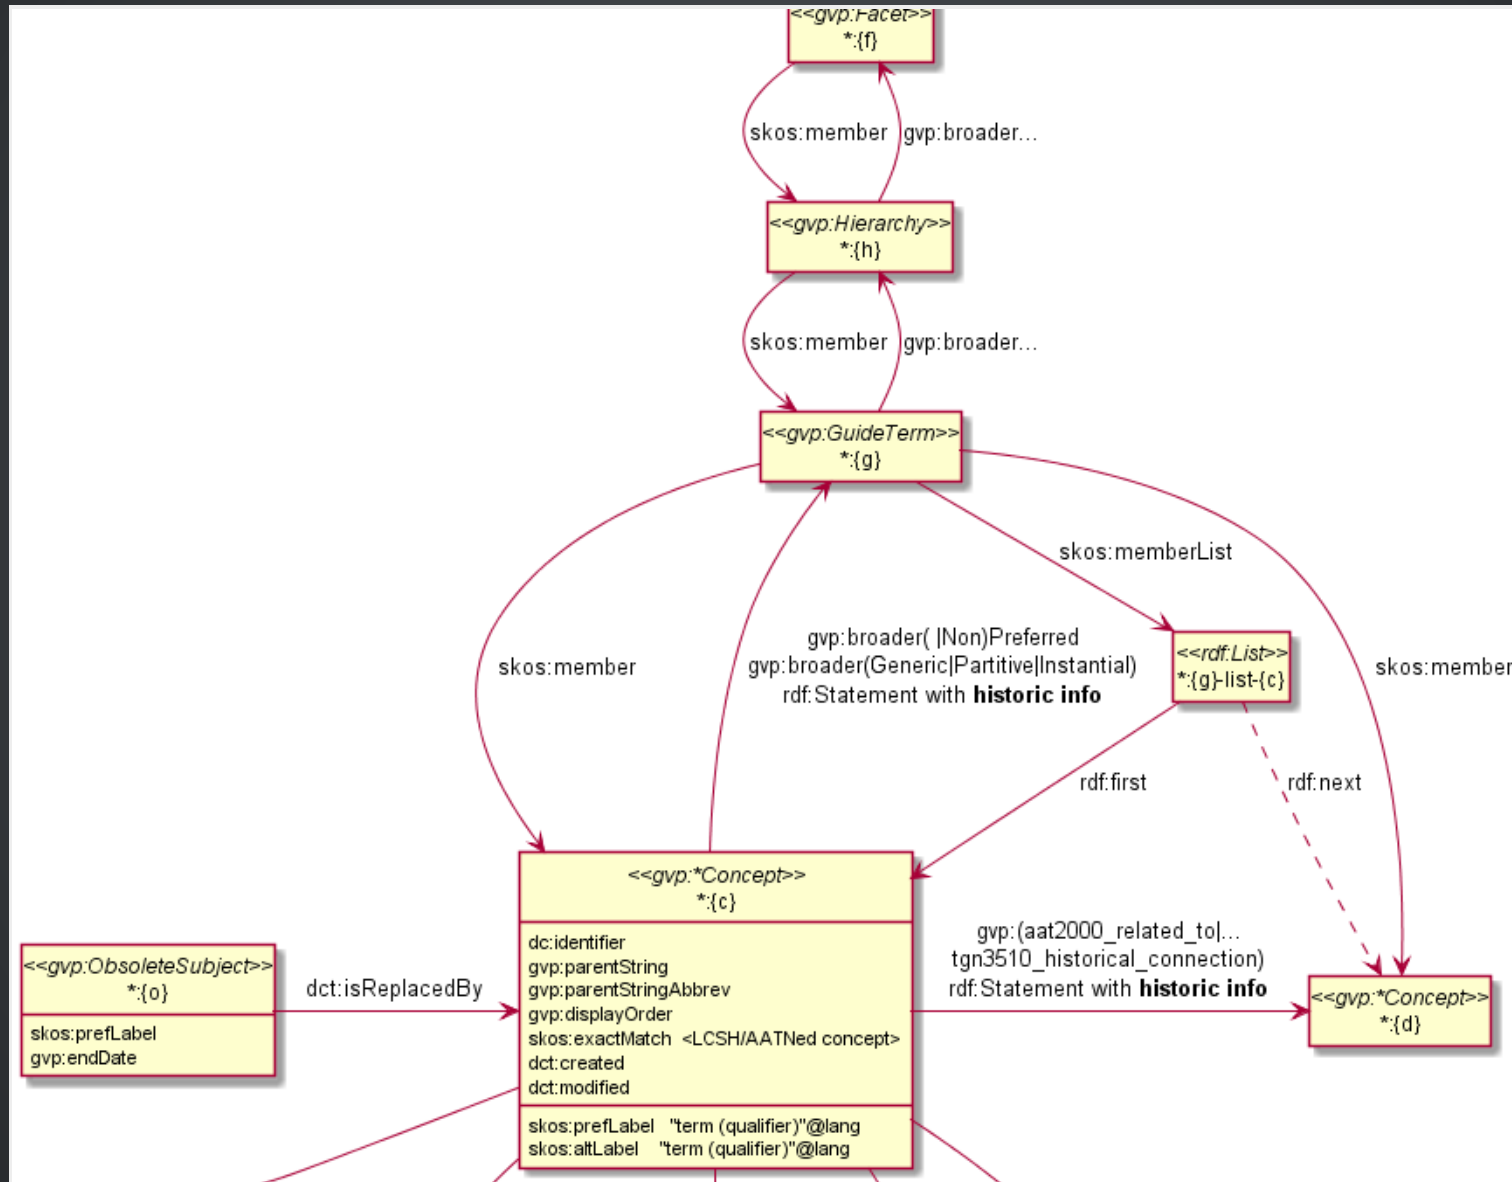 <<gvp:Facet>>
*:{f}
skos:member
gvp:broader...
<<gvp:Hierarchy>>
*:{h}
skos:member
gvp:broader...
<<gvp:GuideTerm>>
*:{g}
skos:memberList
gvp:broader( |Non)Preferred
gvp:broader(Generic|Partitive|Instantial)
rdf:Statement with historic info
skos:member
<<rdf:List>>
*:{g}-list-{c}
skos:member
rdf:first
rdf:next
<<gvp:*Concept>>
*:{c}
dc:identifier
gvp:parentString
gvp:parentStringAbbrev
gvp:displayOrder
skos:exactMatch <LCSH/AATNed concept>
dct:created
dct:modified
skos:prefLabel "term (qualifier)"@lang
skos:altLabel "term (qualifier)"@lang
<<gvp:ObsoleteSubject>>
*:{o}
skos:prefLabel
gvp:endDate
dct:isReplacedBy
gvp:(aat2000_related_to|...
tgn3510_historical_connection)
rdf:Statement with historic info
<<gvp:*Concept>>
*:{d}